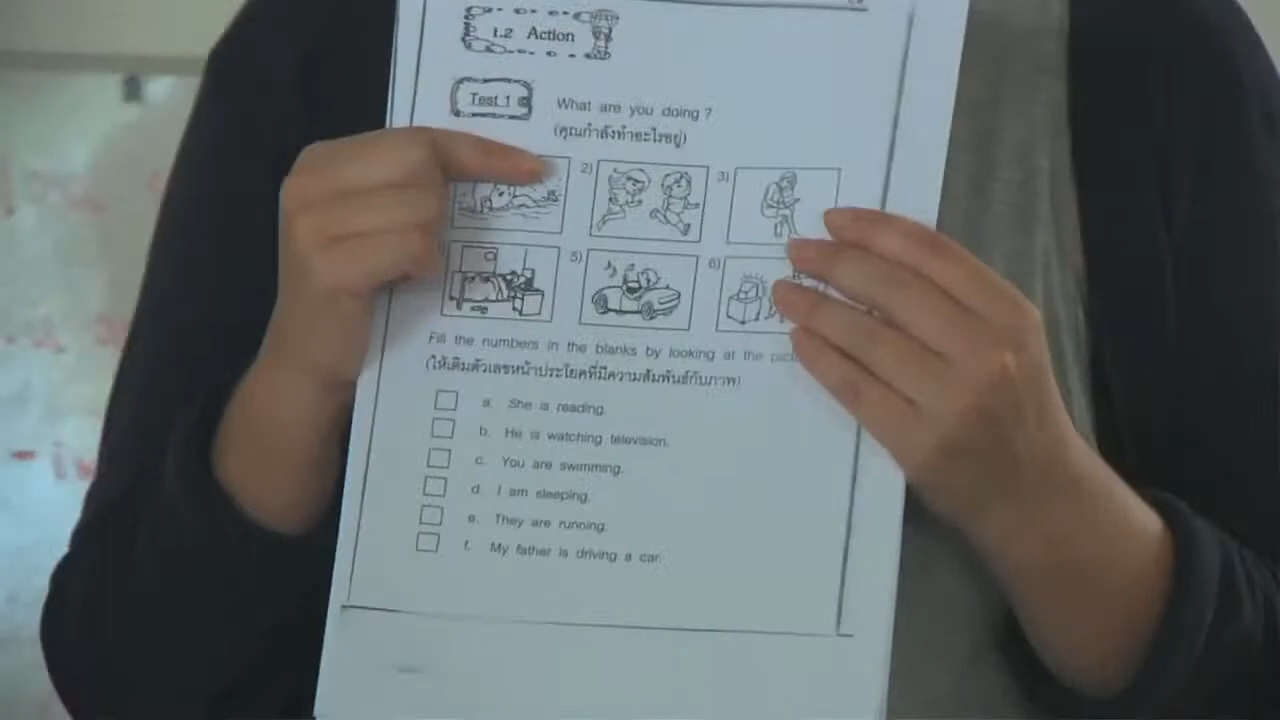 1.2 Action
Test 1
What are you doing ?
(คุณกำลังทำอะไรอยู่)
2)
3)
5)
6)
Fill the numbers in the blanks by looking at the
(ให้เติมตัวเลขหน้าประโยคที่มีความสัมพันธ์กับภาพ)
a. She is reading.
b. He is watching television.
c. You are swimming.
d. I am sleeping.
e. They are running.
f. My father is driving a car.